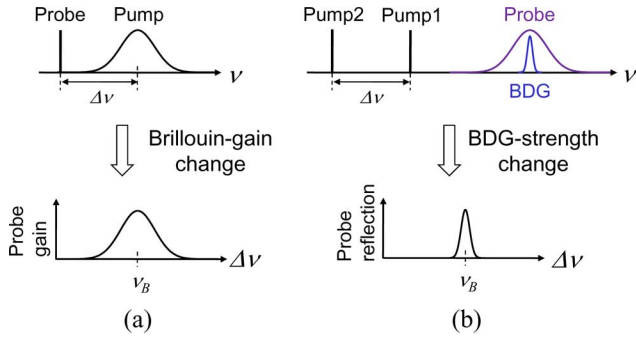 Probe
Pump
ν
Δν
Brillouin-gain
change
Probe
gain
Δν
ν_B
(a)
Pump2
Pump1
Probe
ν
Δν
BDG
BDG-strength
change
Probe
reflection
Δν
ν_B
(b)